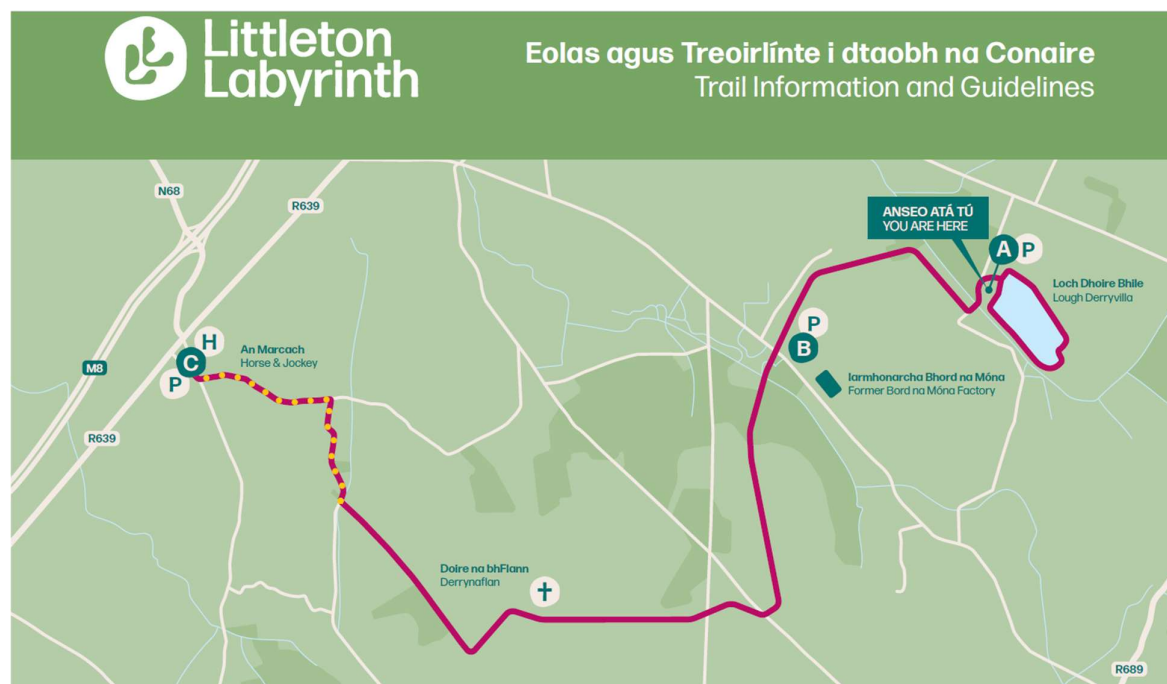 Littleton
Labyrinth
Eolas agus Treoirlínte i dtaobh na Conaire
Trail Information and Guidelines
N68
R639
ANSEO ATÁ TÚ
YOU ARE HERE
A
P
Loch Dhoire Bhile
Lough Derryvilla
P
B
H
C
P
An Marcach
Horse & Jockey
M8
Iarmhonarcha Bhord na Móna
Former Bord na Móna Factory
R639
Doire na bhFlann
Derrynaflan
R689